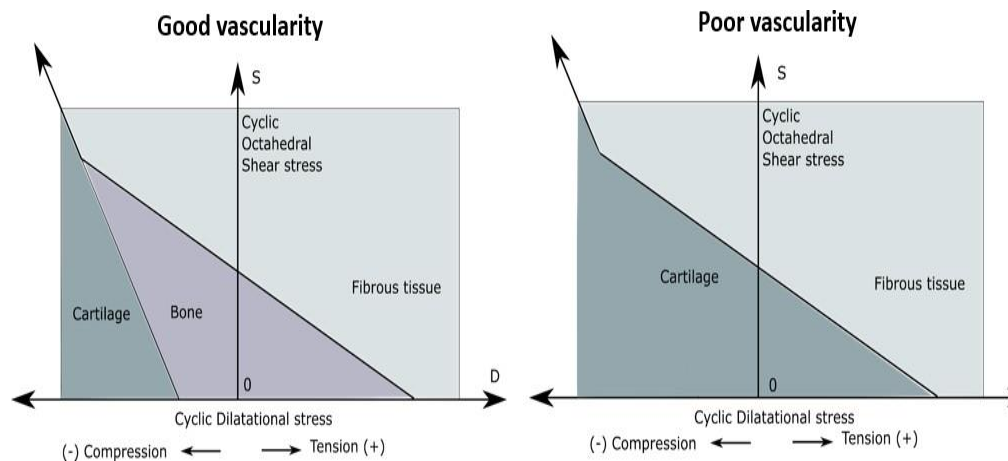 Good vascularity
S
Cyclic
Octahedral
Shear stress
Fibrous tissue
Cartilage
Bone
0
D
Cyclic Dilatational stress
(-) Compression
Tension (+)
Poor vascularity
S
Cyclic
Octahedral
Shear stress
Cartilage
Fibrous tissue
0
Cyclic Dilatational stress
(-) Compression
Tension (+)